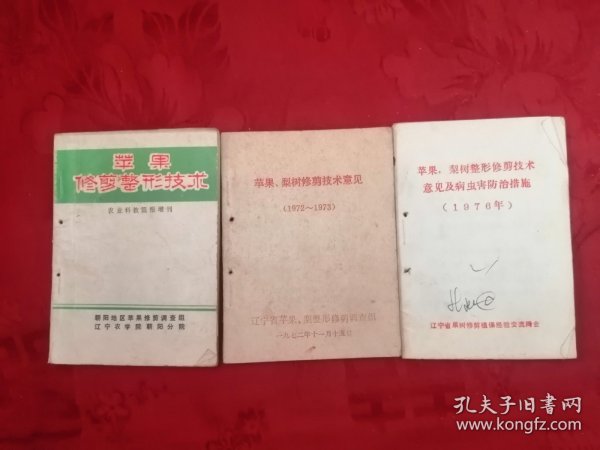 苹果
修剪整形技术
农业科教简报增刊
朝阳地区苹果修剪调查组
辽宁农学院朝阳分院
苹果、梨树修剪技术意见
(1972～1973)
辽宁省苹果、梨整形修剪调查组
一九七二年十一月十五日
苹果、梨树整形修剪技术
意见及病虫害防治措施
(1976年)
辽宁省果树修剪植保经验交流商会
孔夫子旧书网
www.kongfz.com